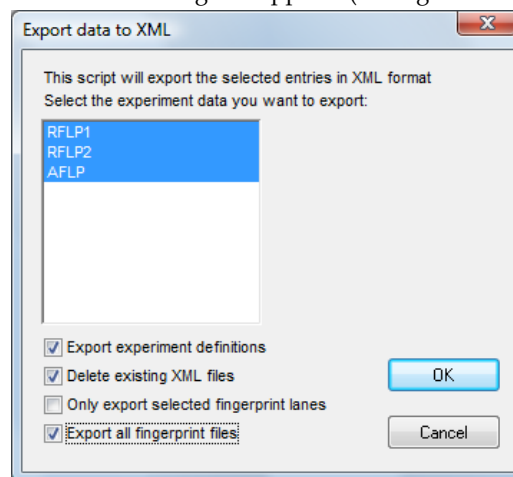 Export data to XML
This script will export the selected entries in XML format
Select the experiment data you want to export:
RFLP1
RFLP2
AFLP
Export experiment definitions
Delete existing XML files
OK
Only export selected fingerprint lanes
Export all fingerprint files
Cancel